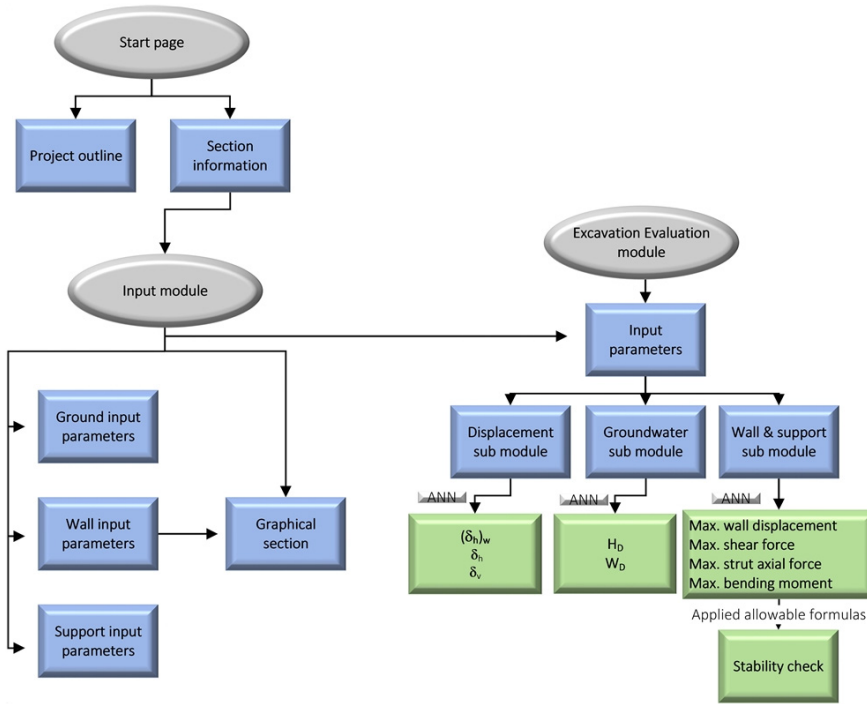 Start page
Project outline
Section
information
Input module
Ground input
parameters
Wall input
parameters
Graphical
section
Support input
parameters
Excavation Evaluation
module
Input
parameters
Displacement
sub module
Groundwater
sub module
Wall & support
sub module
ANN
ANN
ANN
(δₕ)w
δₕ
δᵥ
H_D
W_D
Max. wall displacement
Max. shear force
Max. strut axial force
Max. bending moment
Applied allowable formulas
Stability check